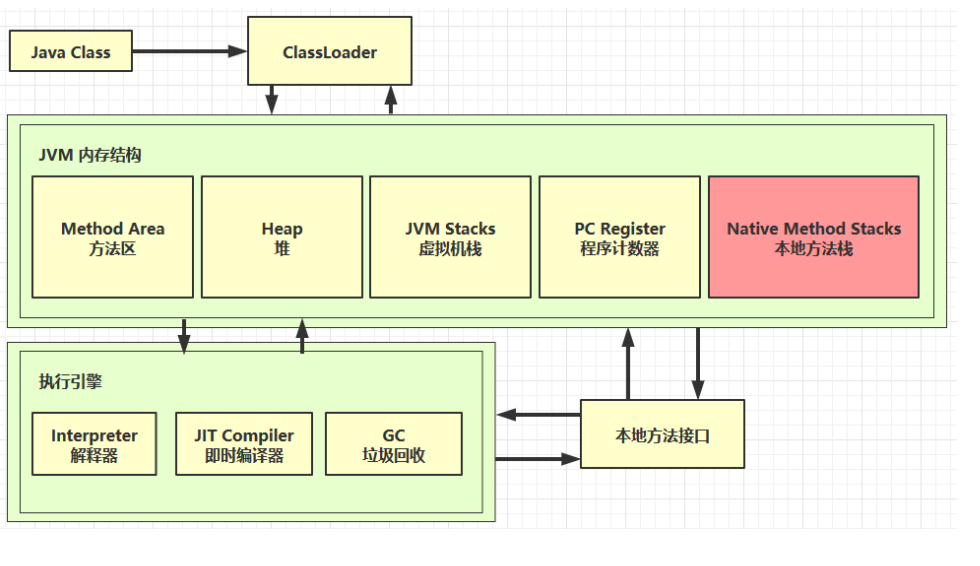 Java Class
ClassLoader
JVM 内存结构
Method Area
方法区
Heap
堆
JVM Stacks
虚拟机栈
PC Register
程序计数器
Native Method Stacks
本地方法栈
执行引擎
Interpreter
解释器
JIT Compiler
即时编译器
GC
垃圾回收
本地方法接口